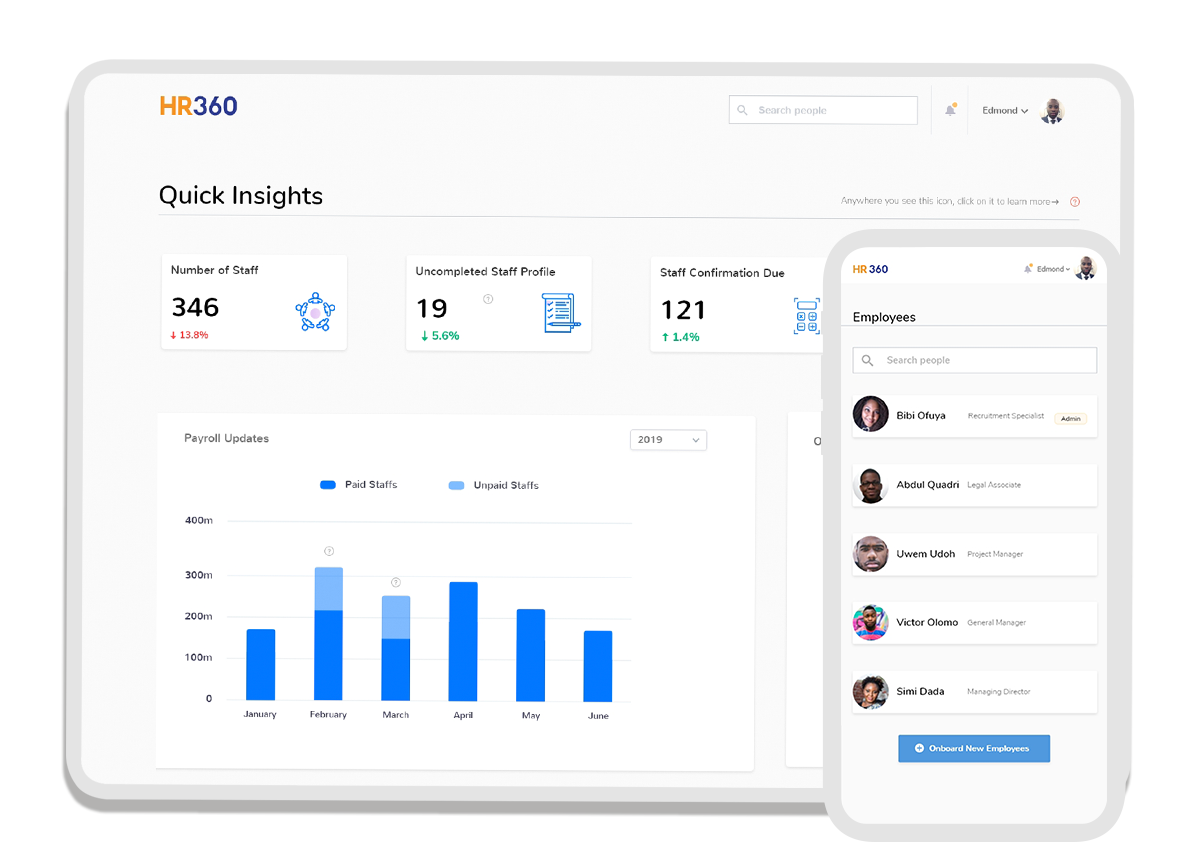 HR360
Search people
Edmond
Quick Insights
Anywhere you see this icon, click on it to learn more→ ?
Number of Staff
346
↓ 13.8%
Uncompleted Staff Profile
19 ?
↓ 5.6%
Staff Confirmation Due
121
↑ 1.4%
Payroll Updates
2019
Paid Staffs
Unpaid Staffs
400m
300m
200m
100m
0
?
?
January
February
March
April
May
June
O
HR360
Edmond
Employees
Search people
Bibi Ofuya Recruitment Specialist Admin
Abdul Quadri Legal Associate
Uwem Udoh Project Manager
Victor Olomo General Manager
Simi Dada Managing Director
Onboard New Employees